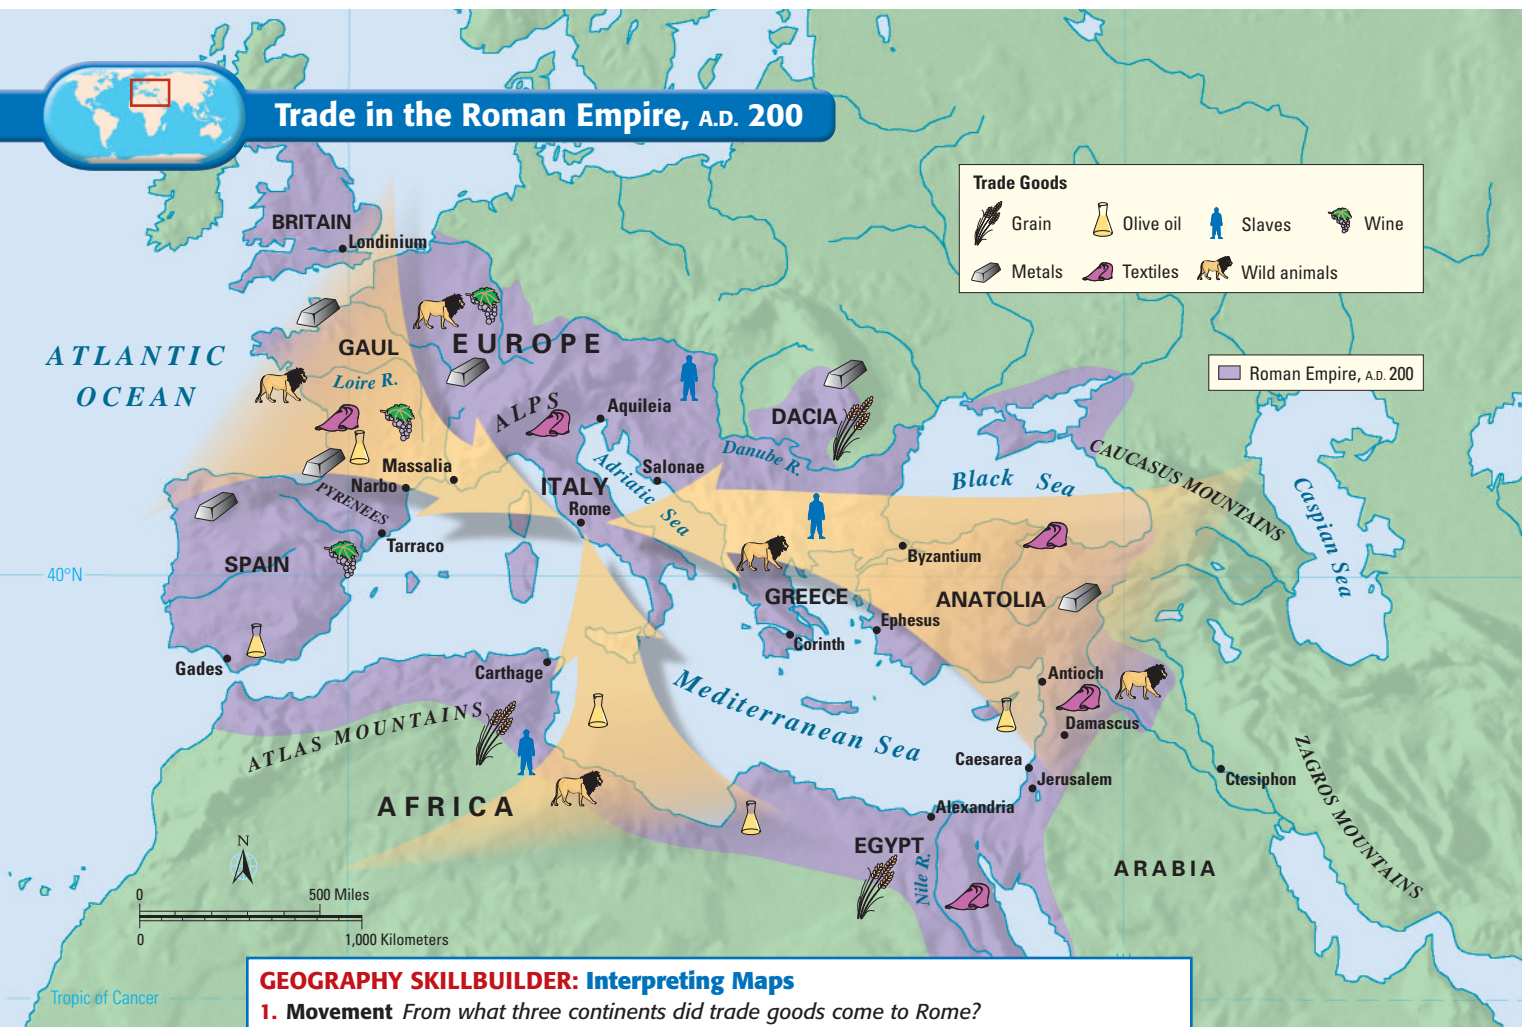 Trade in the Roman Empire, A.D. 200
Trade Goods
Grain
Olive oil
Slaves
Wine
Metals
Textiles
Wild animals
Roman Empire, A.D. 200
BRITAIN
Londinium
ATLANTIC
OCEAN
GAUL
EUROPE
Loire R.
ALPS
Aquileia
DACIA
Danube R.
Massalia
Narbo
PYRENEES
Tarraco
SPAIN
40°N
Gades
ITALY
Rome
Adriatic
Sea
Salonae
Black Sea
CAUCASUS MOUNTAINS
Caspian Sea
Byzantium
GREECE
ANATOLIA
Ephesus
Corinth
Antioch
Damascus
Carthage
Mediterranean Sea
ATLAS MOUNTAINS
AFRICA
Caesarea
Jerusalem
Alexandria
Ctesiphon
ZAGROS MOUNTAINS
EGYPT
Nile R.
ARABIA
N
0
500 Miles
0
1,000 Kilometers
Tropic of Cancer
GEOGRAPHY SKILLBUILDER: Interpreting Maps
1. Movement From what three continents did trade goods come to Rome?